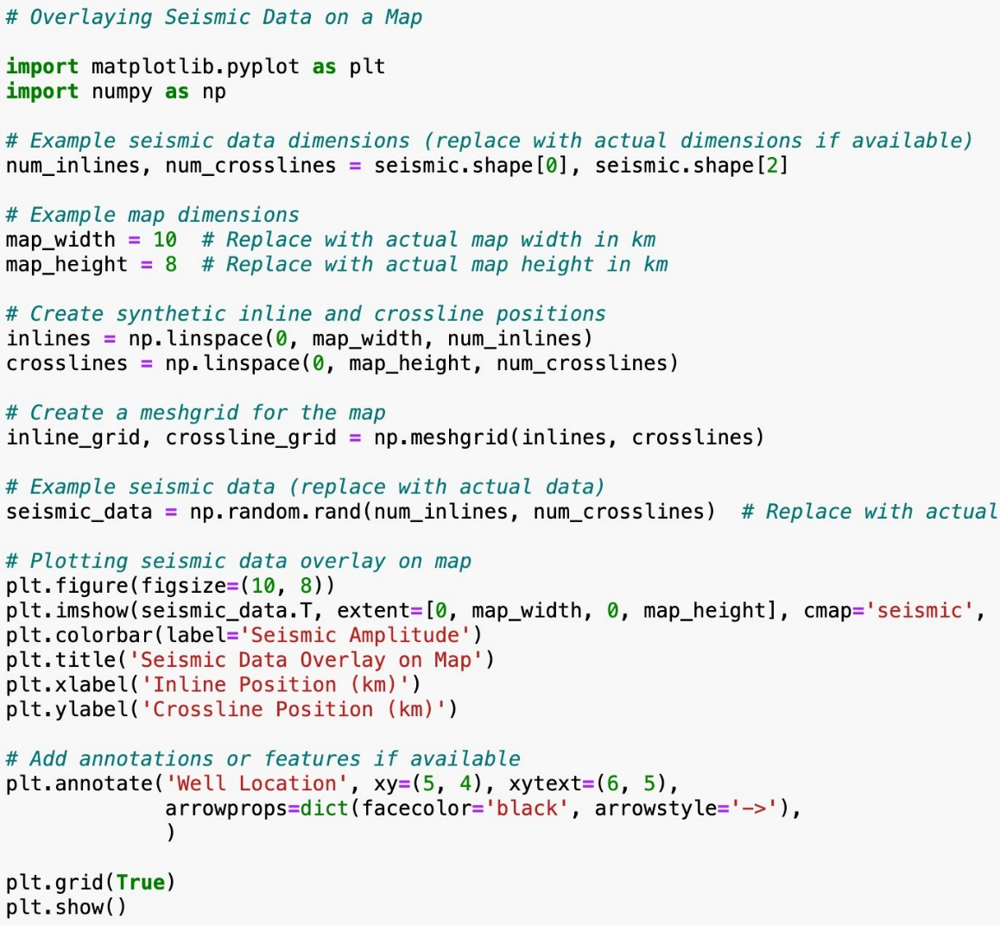 # Overlaying Seismic Data on a Map
import matplotlib.pyplot as plt
import numpy as np
# Example seismic data dimensions (replace with actual dimensions if available)
num_inlines, num_crosslines = seismic.shape[0], seismic.shape[2]
# Example map dimensions
map_width = 10  # Replace with actual map width in km
map_height = 8  # Replace with actual map height in km
# Create synthetic inline and crossline positions
inlines = np.linspace(0, map_width, num_inlines)
crosslines = np.linspace(0, map_height, num_crosslines)
# Create a meshgrid for the map
inline_grid, crossline_grid = np.meshgrid(inlines, crosslines)
# Example seismic data (replace with actual data)
seismic_data = np.random.rand(num_inlines, num_crosslines)  # Replace with actual
# Plotting seismic data overlay on map
plt.figure(figsize=(10, 8))
plt.imshow(seismic_data.T, extent=[0, map_width, 0, map_height], cmap='seismic',
plt.colorbar(label='Seismic Amplitude')
plt.title('Seismic Data Overlay on Map')
plt.xlabel('Inline Position (km)')
plt.ylabel('Crossline Position (km)')
# Add annotations or features if available
plt.annotate('Well Location', xy=(5, 4), xytext=(6, 5),
             arrowprops=dict(facecolor='black', arrowstyle='->'),
             )
plt.grid(True)
plt.show()